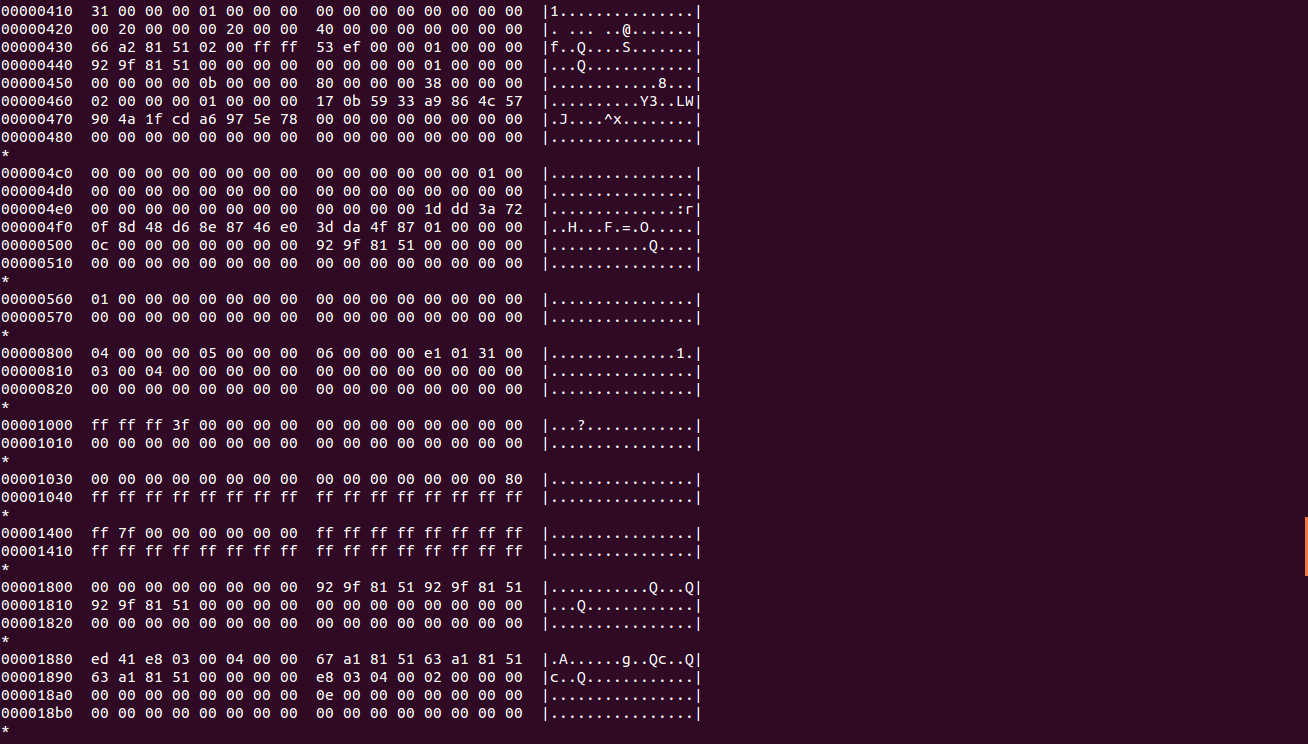 00000410  31 00 00 00 01 00 00 00  00 00 00 00 00 00 00 00  |1...............|
00000420  00 20 00 00 00 20 00 00  40 00 00 00 00 00 00 00  |. ... ..@.......|
00000430  66 a2 81 51 02 00 ff ff  53 ef 00 00 01 00 00 00  |f..Q....S.......|
00000440  92 9f 81 51 00 00 00 00  00 00 00 00 01 00 00 00  |...Q............|
00000450  00 00 00 00 0b 00 00 00  80 00 00 00 38 00 00 00  |............8...|
00000460  02 00 00 00 01 00 00 00  17 0b 59 33 a9 86 4c 57  |..........Y3..LW|
00000470  90 4a 1f cd a6 97 5e 78  00 00 00 00 00 00 00 00  |.J....^x........|
00000480  00 00 00 00 00 00 00 00  00 00 00 00 00 00 00 00  |................|
*
000004c0  00 00 00 00 00 00 00 00  00 00 00 00 00 00 01 00  |................|
000004d0  00 00 00 00 00 00 00 00  00 00 00 00 00 00 00 00  |................|
000004e0  00 00 00 00 00 00 00 00  00 00 00 00 1d dd 3a 72  |..............:r|
000004f0  0f 8d 48 d6 8e 87 46 e0  3d da 4f 87 01 00 00 00  |..H...F.=.O.....|
00000500  0c 00 00 00 00 00 00 00  92 9f 81 51 00 00 00 00  |...........Q....|
00000510  00 00 00 00 00 00 00 00  00 00 00 00 00 00 00 00  |................|
*
00000560  01 00 00 00 00 00 00 00  00 00 00 00 00 00 00 00  |................|
00000570  00 00 00 00 00 00 00 00  00 00 00 00 00 00 00 00  |................|
*
00000800  04 00 00 00 05 00 00 00  06 00 00 00 e1 01 31 00  |..............1.|
00000810  03 00 04 00 00 00 00 00  00 00 00 00 00 00 00 00  |................|
00000820  00 00 00 00 00 00 00 00  00 00 00 00 00 00 00 00  |................|
*
00001000  ff ff ff 3f 00 00 00 00  00 00 00 00 00 00 00 00  |...?............|
00001010  00 00 00 00 00 00 00 00  00 00 00 00 00 00 00 00  |................|
*
00001030  00 00 00 00 00 00 00 00  00 00 00 00 00 00 00 80  |................|
00001040  ff ff ff ff ff ff ff ff  ff ff ff ff ff ff ff ff  |................|
*
00001400  ff 7f 00 00 00 00 00 00  ff ff ff ff ff ff ff ff  |................|
00001410  ff ff ff ff ff ff ff ff  ff ff ff ff ff ff ff ff  |................|
*
00001800  00 00 00 00 00 00 00 00  92 9f 81 51 92 9f 81 51  |...........Q...Q|
00001810  92 9f 81 51 00 00 00 00  00 00 00 00 00 00 00 00  |...Q............|
00001820  00 00 00 00 00 00 00 00  00 00 00 00 00 00 00 00  |................|
*
00001880  ed 41 e8 03 00 04 00 00  67 a1 81 51 63 a1 81 51  |.A......g..Qc..Q|
00001890  63 a1 81 51 00 00 00 00  e8 03 04 00 02 00 00 00  |c..Q............|
000018a0  00 00 00 00 00 00 00 00  0e 00 00 00 00 00 00 00  |................|
000018b0  00 00 00 00 00 00 00 00  00 00 00 00 00 00 00 00  |................|
*